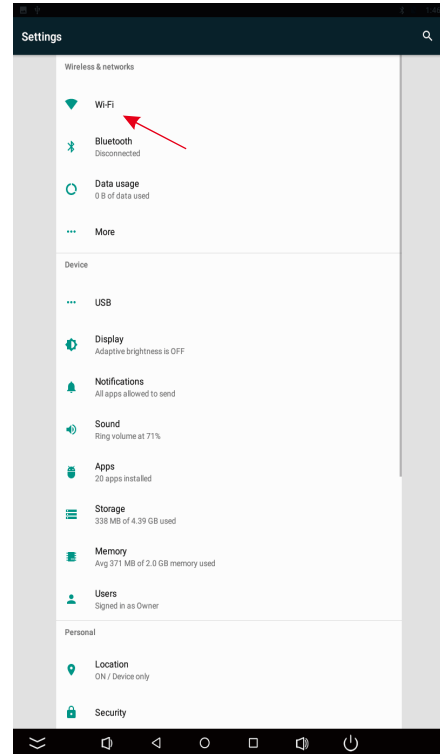 Settings
Wireless & networks
Wi-Fi
Bluetooth
Disconnected
Data usage
0 B of data used
More
Device
USB
Display
Adaptive brightness is OFF
Notifications
All apps allowed to send
Sound
Ring volume at 71%
Apps
20 apps installed
Storage
338 MB of 4.39 GB used
Memory
Avg 371 MB of 2.0 GB memory used
Users
Signed in as Owner
Personal
Location
ON / Device only
Security